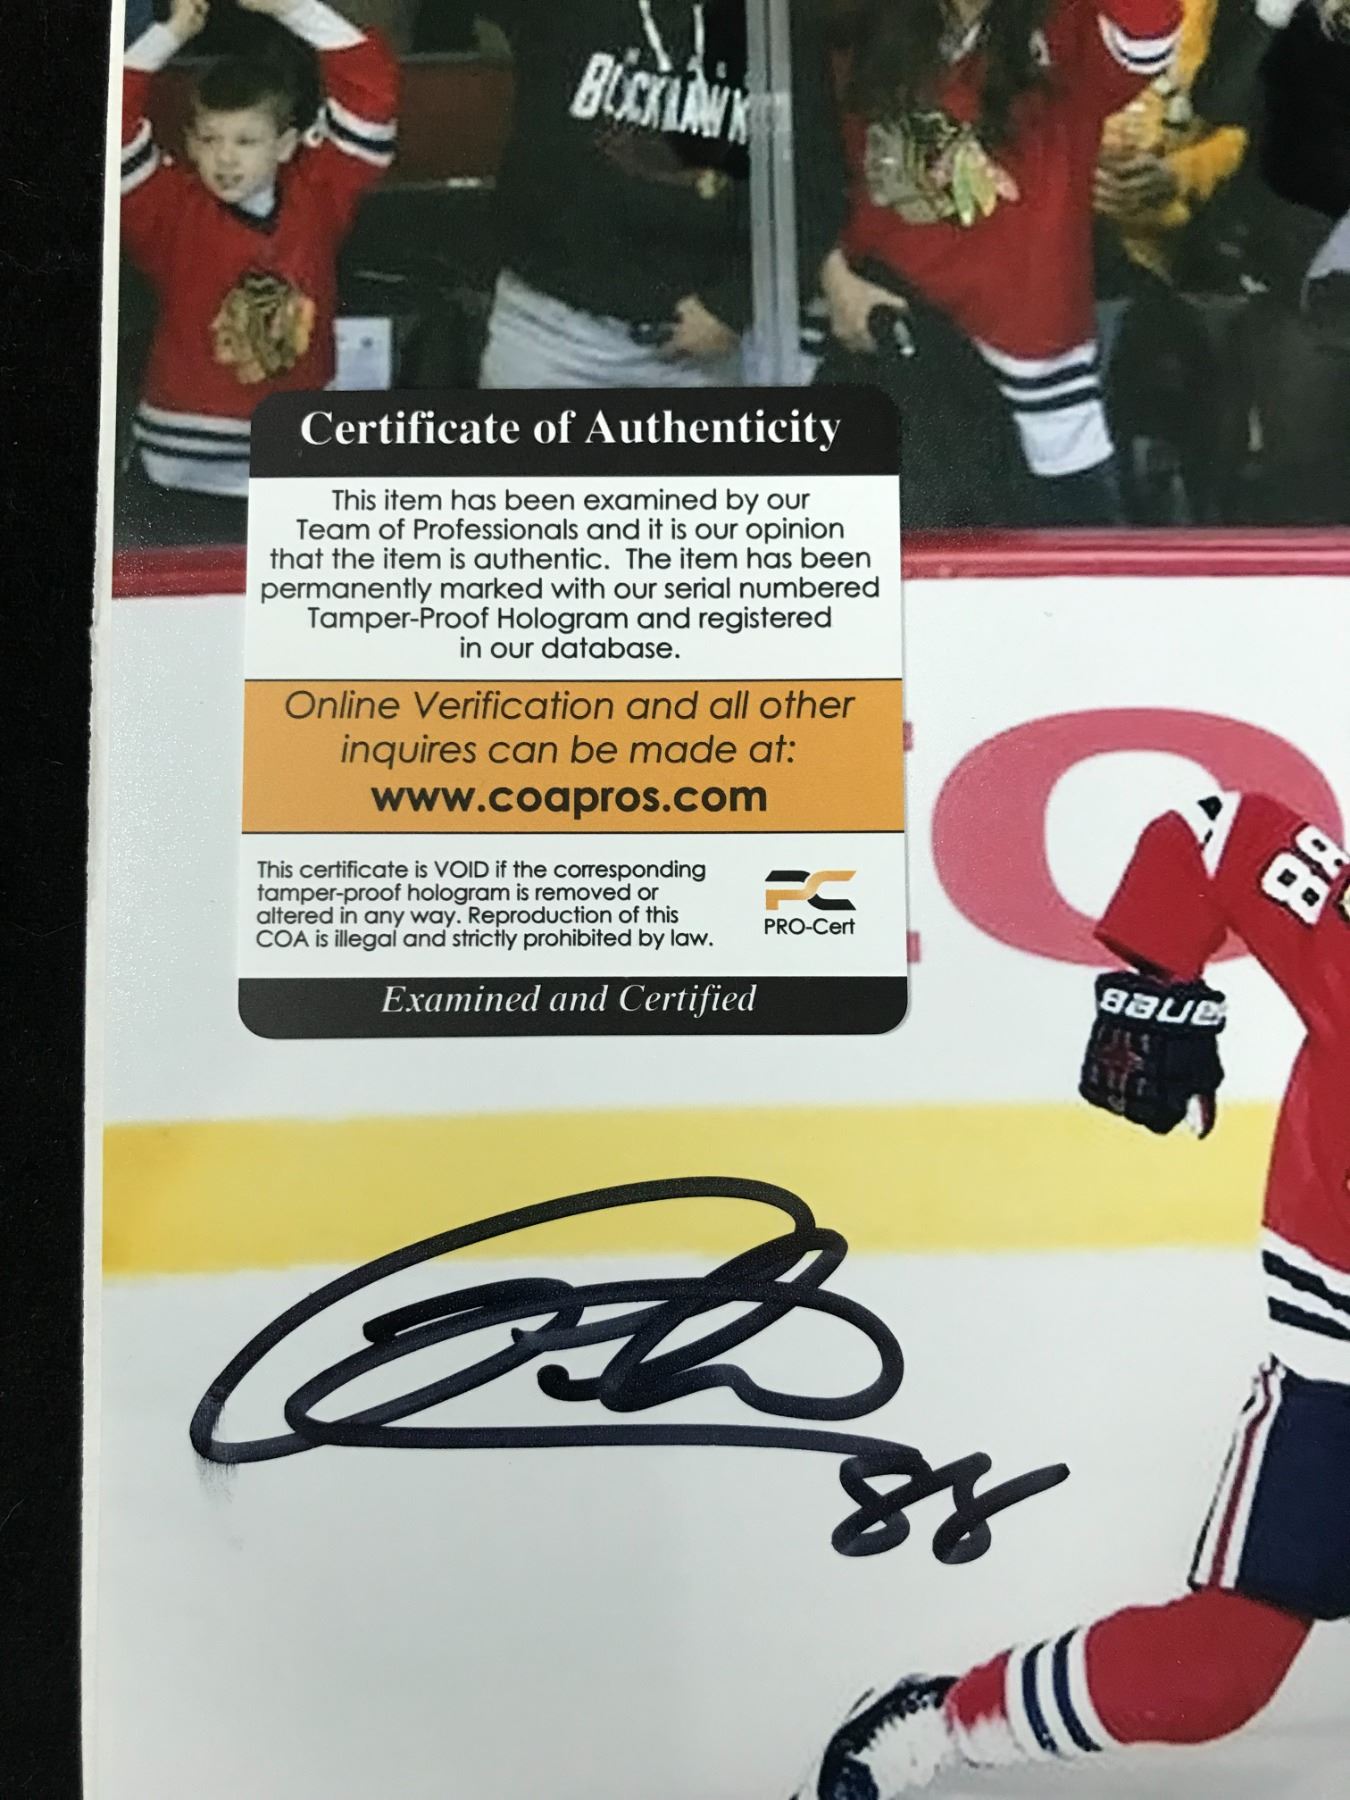 BLACKHAWK
Certificate of Authenticity
This item has been examined by our
Team of Professionals and it is our opinion
that the item is authentic. The item has been
permanently marked with our serial numbered
Tamper-Proof Hologram and registered
in our database.
Online Verification and all other
inquires can be made at:
www.coapros.com
This certificate is VOID if the corresponding
tamper-proof hologram is removed or
altered in any way. Reproduction of this
COA is illegal and strictly prohibited by law.
PC
PRO-Cert
Examined and Certified
88
BAUER
88